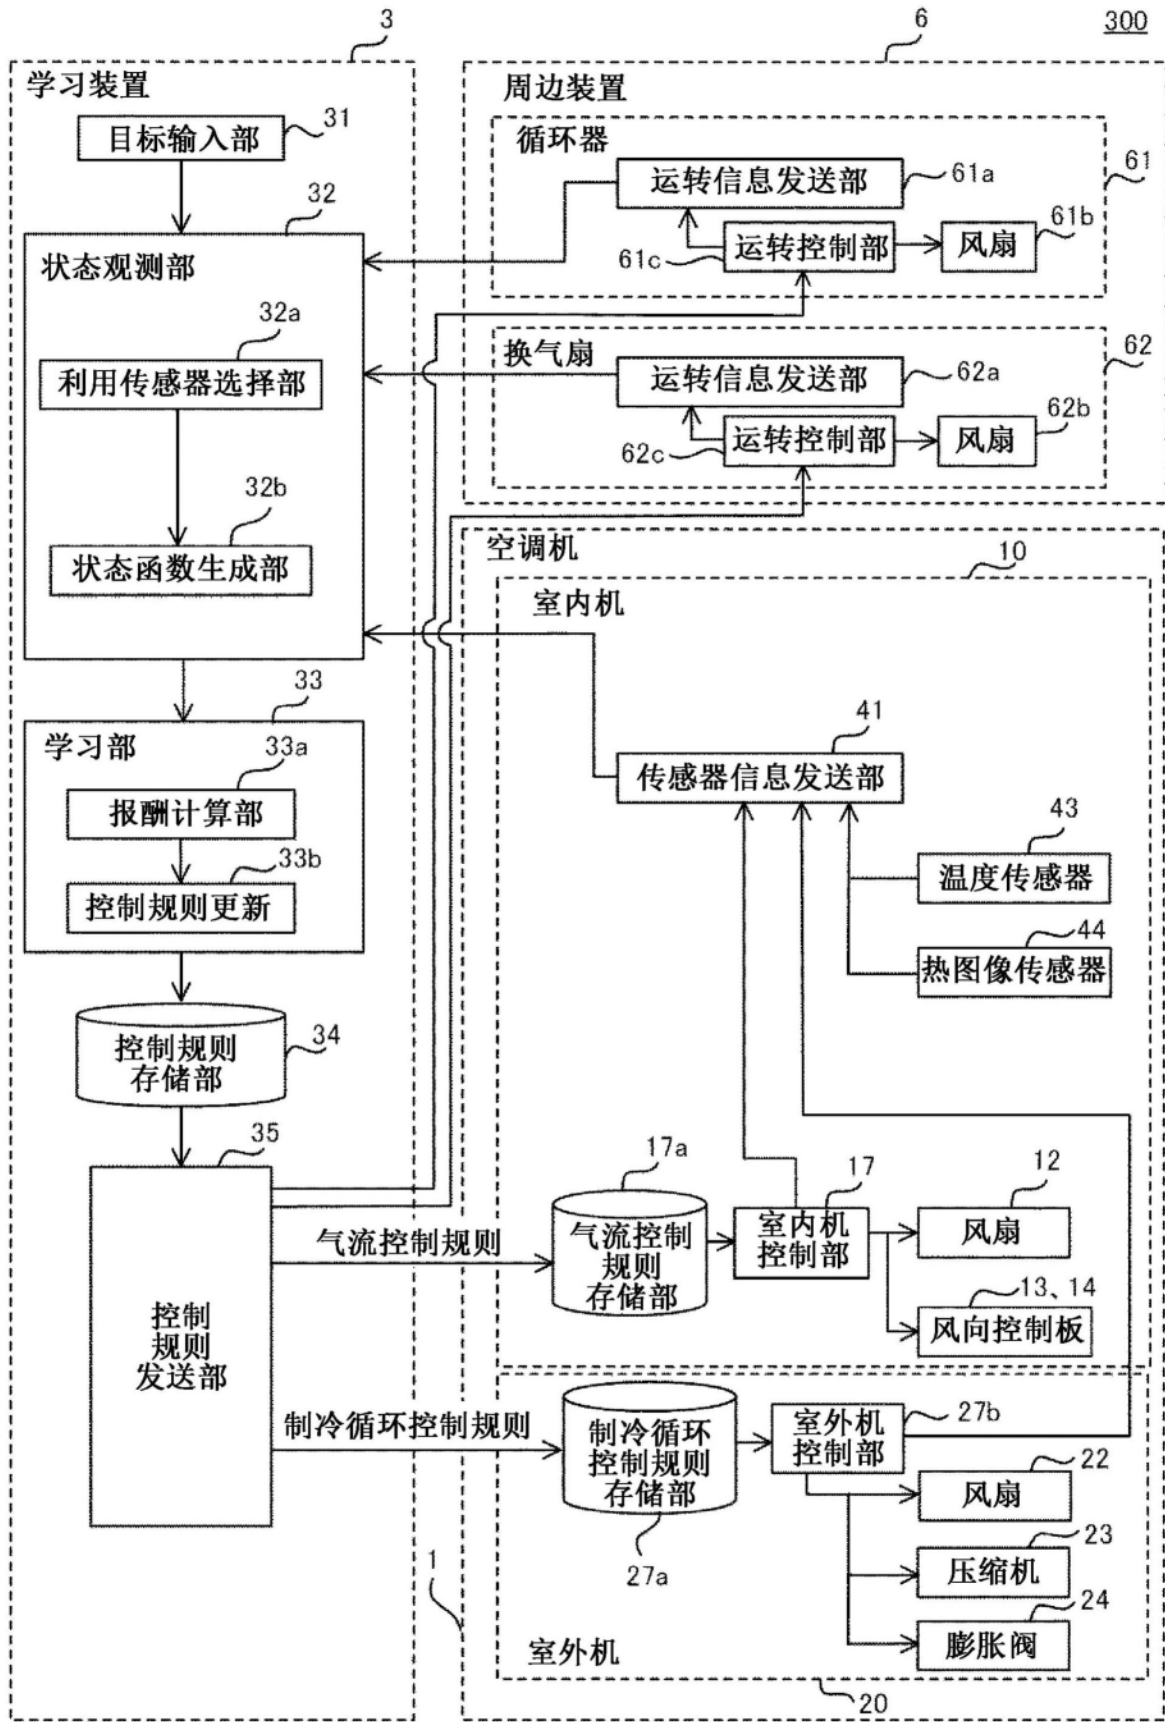 300
3
6
学习装置
31
目标输入部
32
状态观测部
32a
利用传感器选择部
32b
状态函数生成部
33
学习部
33a
报酬计算部
33b
控制规则更新
34
控制规则
存储部
35
控制
规则
发送部
周边装置
循环器
61
运转信息发送部
61a
61c
运转控制部
风扇
61b
换气扇
62
运转信息发送部
62a
62c
运转控制部
风扇
62b
空调机
10
室内机
41
传感器信息发送部
43
温度传感器
44
热图像传感器
17a
气流控制规则
气流控制
规则
存储部
17
室内机
控制部
12
风扇
13、14
风向控制板
制冷循环控制规则
制冷循环
控制规则
存储部
27a
室外机
控制部
27b
22
风扇
23
压缩机
24
膨胀阀
1
室外机
20